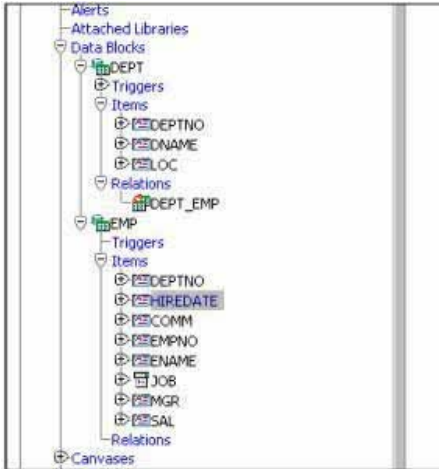 Alerts
Attached Libraries
Data Blocks
DEPT
Triggers
Items
DEPTNO
DNAME
LOC
Relations
DEPT_EMP
EMP
Triggers
Items
DEPTNO
HIREDATE
COMM
EMPNO
ENAME
JOB
MGR
SAL
Relations
Canvases